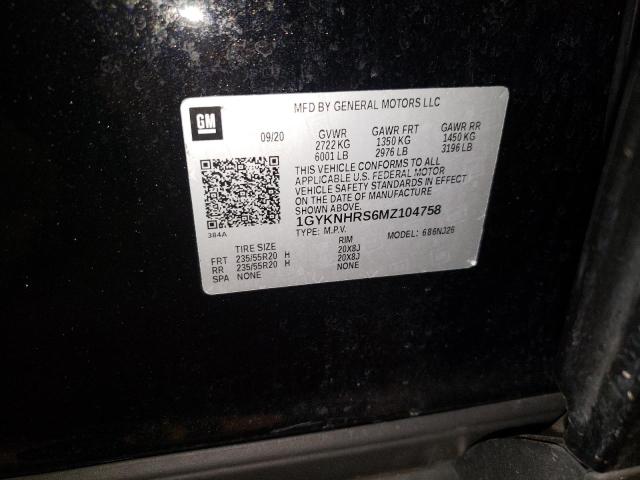 GM
MFD BY GENERAL MOTORS LLC
09/20 GVWR GAWR FRT GAWR RR
2722 KG 1350 KG 1450 KG
6001 LB 2976 LB 3196 LB
THIS VEHICLE CONFORMS TO ALL
APPLICABLE U.S. FEDERAL MOTOR
VEHICLE SAFETY STANDARDS IN EFFECT
ON THE DATE OF MANUFACTURE
SHOWN ABOVE.
1GYKNHRS6MZ104758
384A
TYPE: M.P.V. MODEL: 686NJ26
TIRE SIZE RIM
FRT 235/55R20 H 20X8J
RR 235/55R20 H 20X8J
SPA NONE NONE